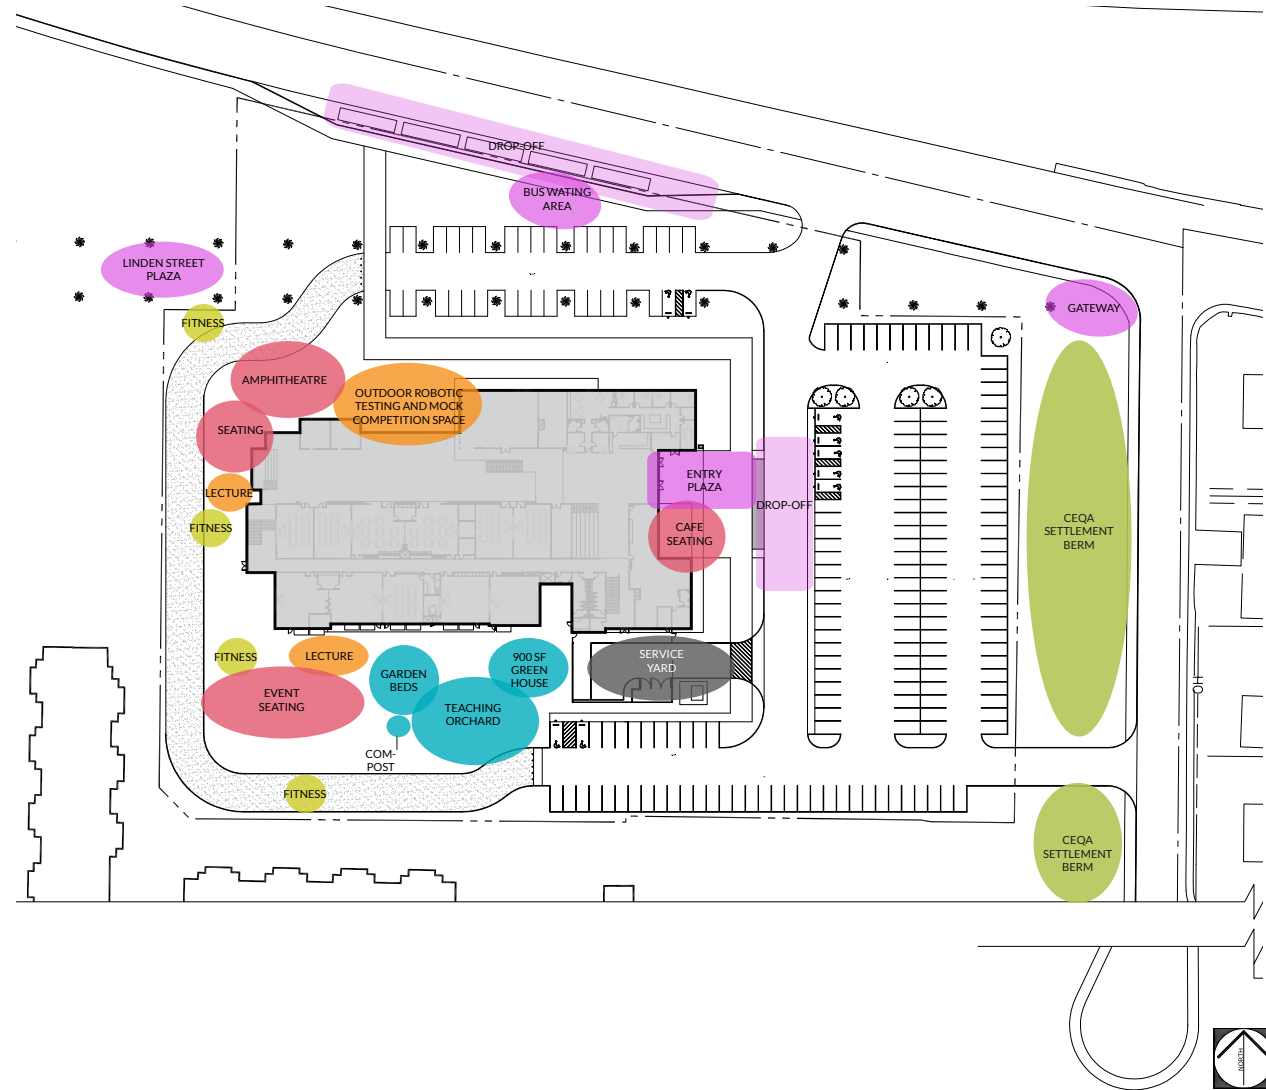 DROP-OFF
BUS WATING
AREA
LINDEN STREET
PLAZA
GATEWAY
FITNESS
AMPHITHEATRE
OUTDOOR ROBOTIC
TESTING AND MOCK
COMPETITION SPACE
SEATING
ENTRY
PLAZA
DROP-OFF
LECTURE
FITNESS
CAFE
SEATING
CEQA
SETTLEMENT
BERM
FITNESS
LECTURE
GARDEN
BEDS
900 SF
GREEN
HOUSE
SERVICE
YARD
EVENT
SEATING
TEACHING
ORCHARD
COM-
POST
FITNESS
CEQA
SETTLEMENT
BERM
NORTH